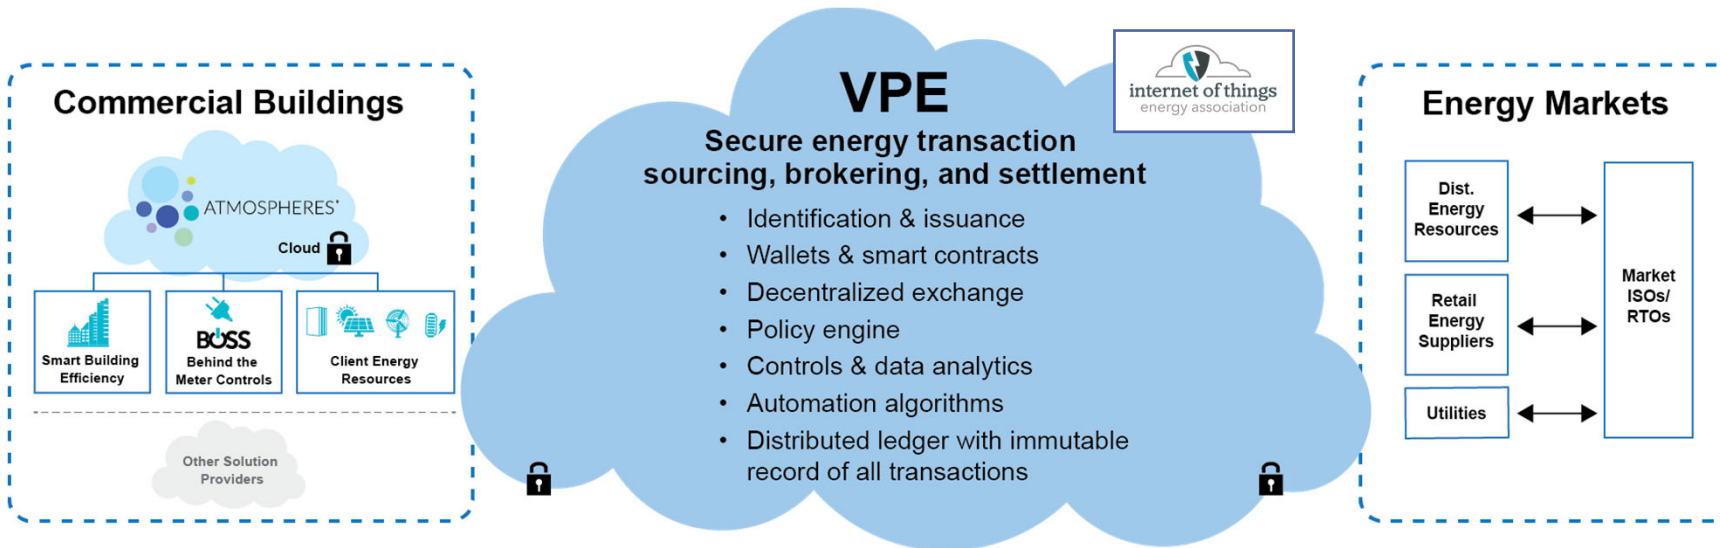 Commercial Buildings
ATMOSPHERES
Cloud
BOSS
Smart Building
Efficiency
Behind the
Meter Controls
Client Energy
Resources
Other Solution
Providers
VPE
Secure energy transaction
sourcing, brokering, and settlement
• Identification & issuance
• Wallets & smart contracts
• Decentralized exchange
• Policy engine
• Controls & data analytics
• Automation algorithms
• Distributed ledger with immutable
record of all transactions
internet of things
energy association
Energy Markets
Dist.
Energy
Resources
Retail
Energy
Suppliers
Utilities
Market
ISOs/
RTOs